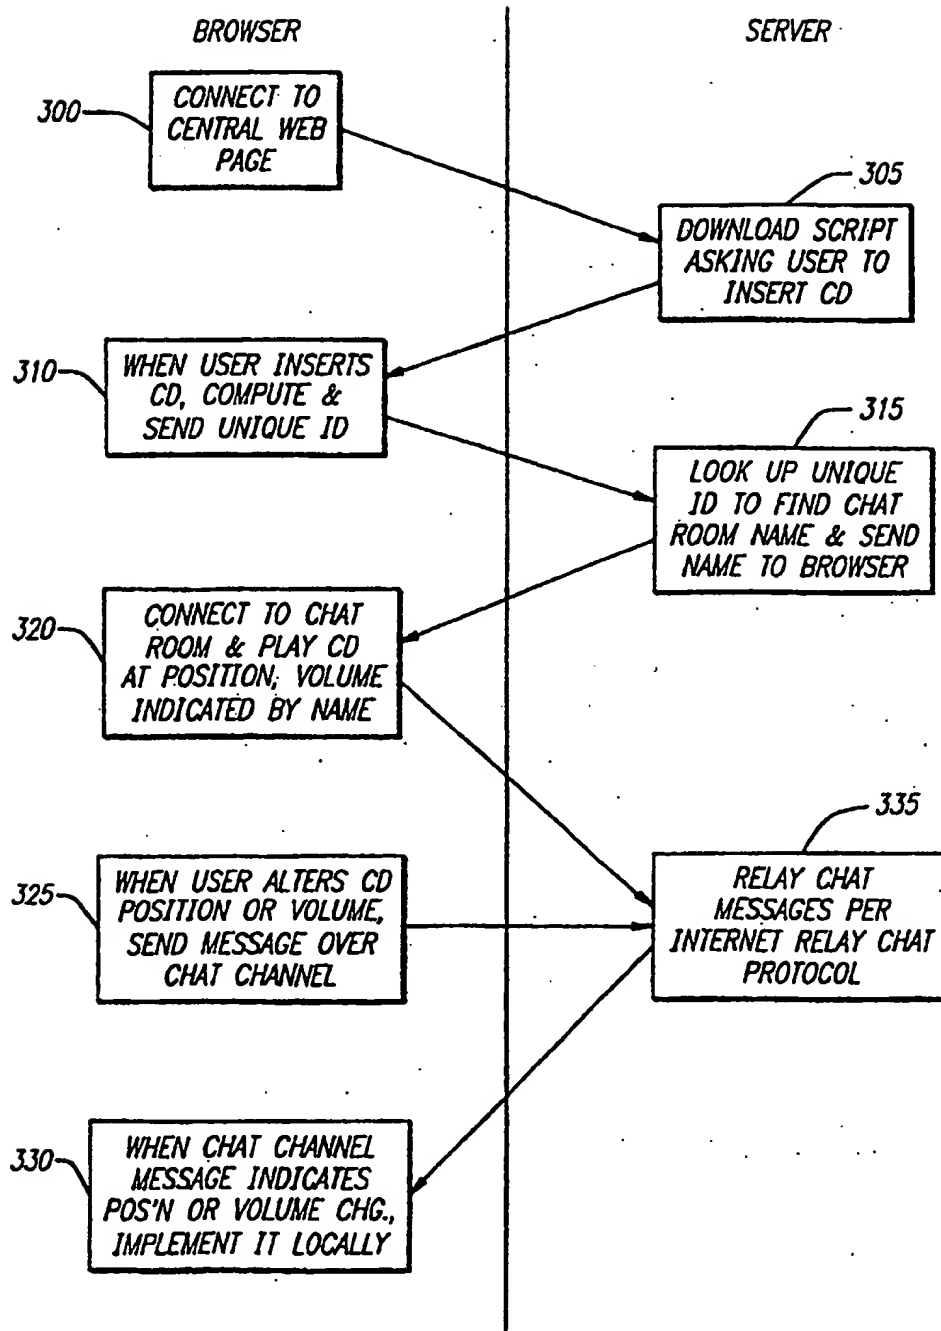 BROWSER
SERVER
300
CONNECT TO
CENTRAL WEB
PAGE
305
DOWNLOAD SCRIPT
ASKING USER TO
INSERT CD
310
WHEN USER INSERTS
CD, COMPUTE &
SEND UNIQUE ID
315
LOOK UP UNIQUE
ID TO FIND CHAT
ROOM NAME & SEND
NAME TO BROWSER
320
CONNECT TO CHAT
ROOM & PLAY CD
AT POSITION, VOLUME
INDICATED BY NAME
325
WHEN USER ALTERS CD
POSITION OR VOLUME,
SEND MESSAGE OVER
CHAT CHANNEL
335
RELAY CHAT
MESSAGES PER
INTERNET RELAY CHAT
PROTOCOL
330
WHEN CHAT CHANNEL
MESSAGE INDICATES
POS'N OR VOLUME CHG.,
IMPLEMENT IT LOCALLY